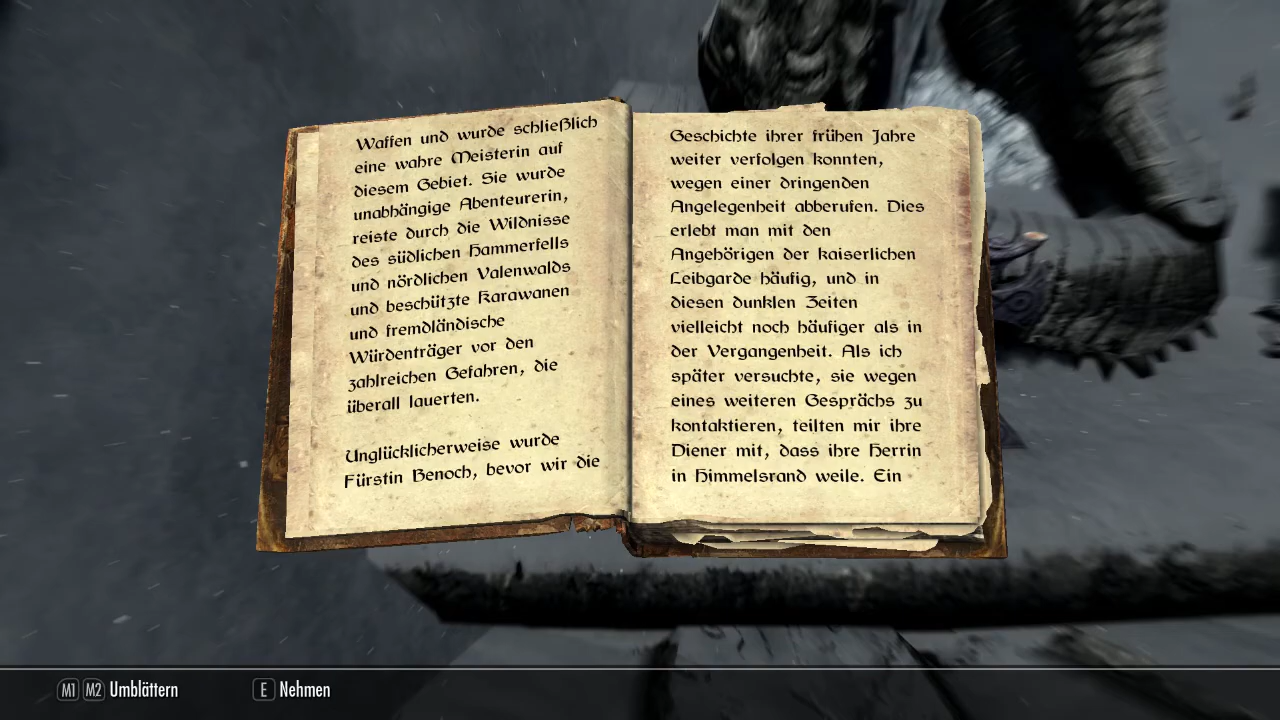 Waffen und wurde schließlich
eine wahre Meisterin auf
diesem Gebiet. Sie wurde
unabhängige Abenteurerin,
reiste durch die Wildnisse
des südlichen Hammerfells
und nördlichen Valenwalds
und beschützte Karawanen
und fremdländische
Würdenträger vor den
zahlreichen Gefahren, die
überall lauerten.

Unglücklicherweise wurde
Fürstin Benoch, bevor wir die
Geschichte ihrer frühen Jahre
weiter verfolgen konnten,
wegen einer dringenden
Angelegenheit abberufen. Dies
erlebt man mit den
Angehörigen der kaiserlichen
Leibgarde häufig, und in
diesen dunklen Zeiten
vielleicht noch häufiger als in
der Vergangenheit. Als ich
später versuchte, sie wegen
eines weiteren Gesprächs zu
kontaktieren, teilten mir ihre
Diener mit, dass ihre Herrin
in Himmelsrand weile. Ein
M1 M2 Umblättern
E Nehmen